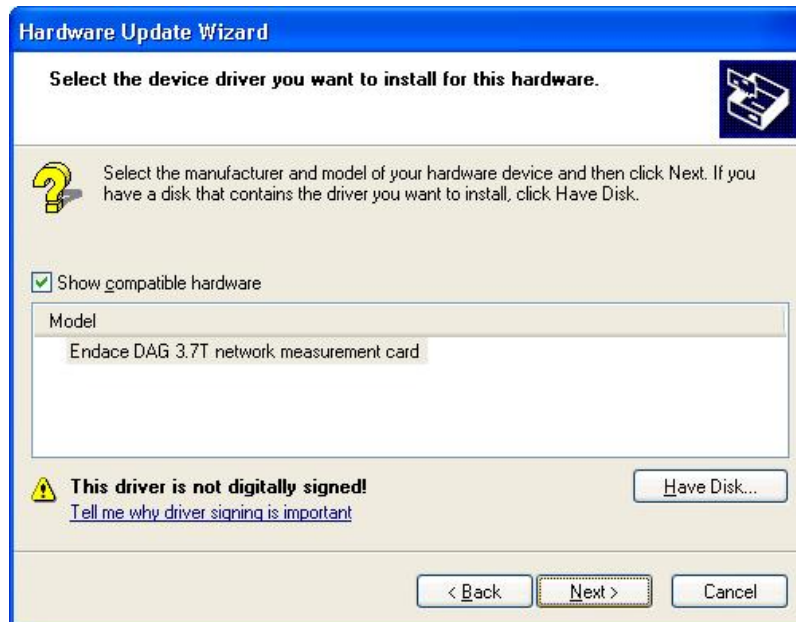 Hardware Update Wizard
Select the device driver you want to install for this hardware.
Select the manufacturer and model of your hardware device and then click Next. If you
have a disk that contains the driver you want to install, click Have Disk.
Show compatible hardware
Model
Endace DAG 3.7T network measurement card
This driver is not digitally signed!
Have Disk...
Tell me why driver signing is important
< Back
Next >
Cancel